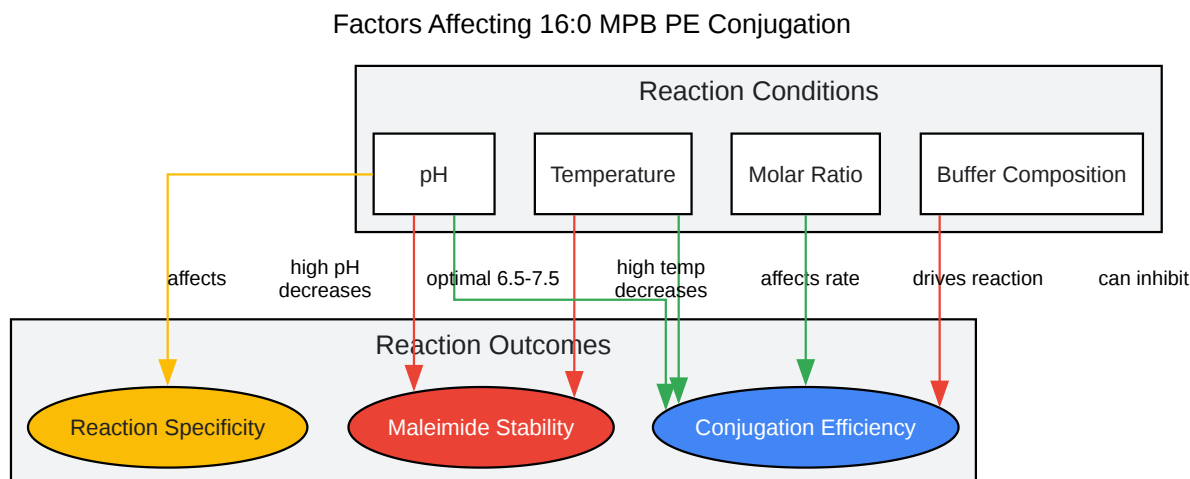 Factors Affecting 16:0 MPB PE Conjugation
Reaction Conditions
pH
Temperature
Molar Ratio
Buffer Composition
affects
high pH
decreases
optimal 6.5-7.5
high temp
decreases
affects rate
drives reaction
can inhibit
Reaction Outcomes
Reaction Specificity
Maleimide Stability
Conjugation Efficiency